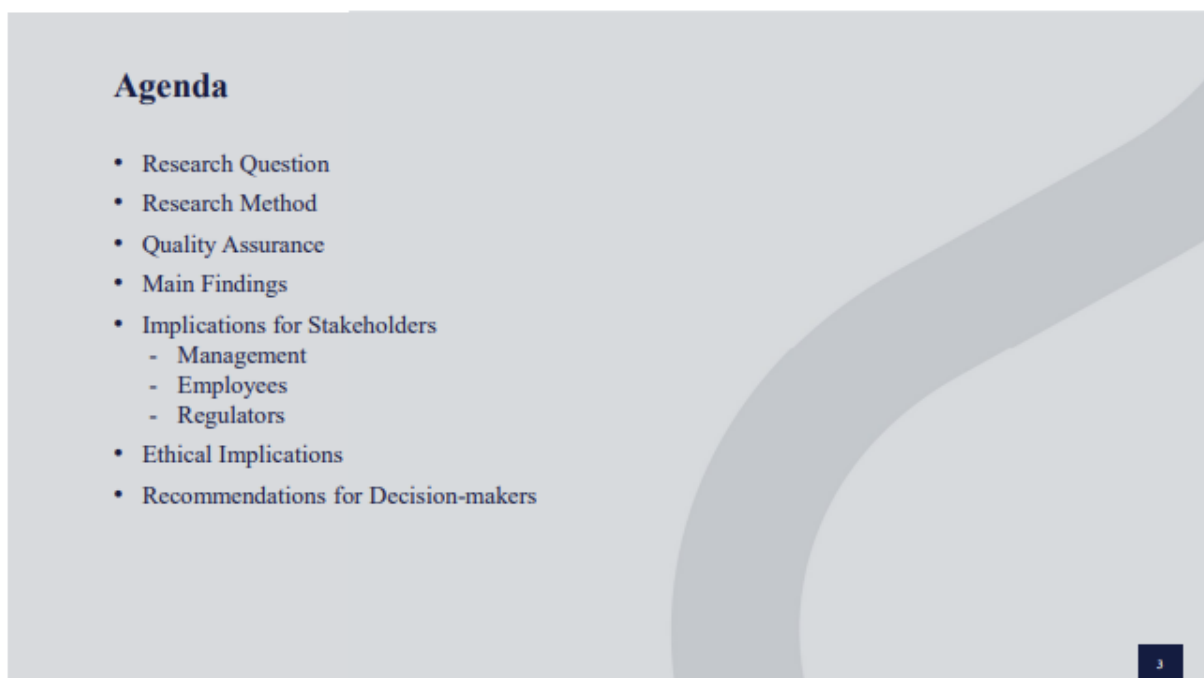 Agenda
• Research Question
• Research Method
• Quality Assurance
• Main Findings
• Implications for Stakeholders
- Management
- Employees
- Regulators
• Ethical Implications
• Recommendations for Decision-makers
3